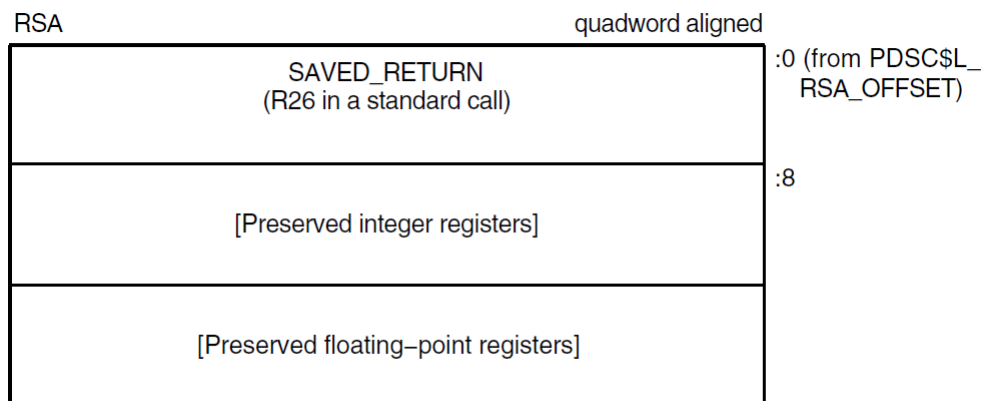 RSA quadword aligned
SAVED_RETURN
(R26 in a standard call)
:0 (from PDSC$L_
RSA_OFFSET)
:8
[Preserved integer registers]
[Preserved floating–point registers]